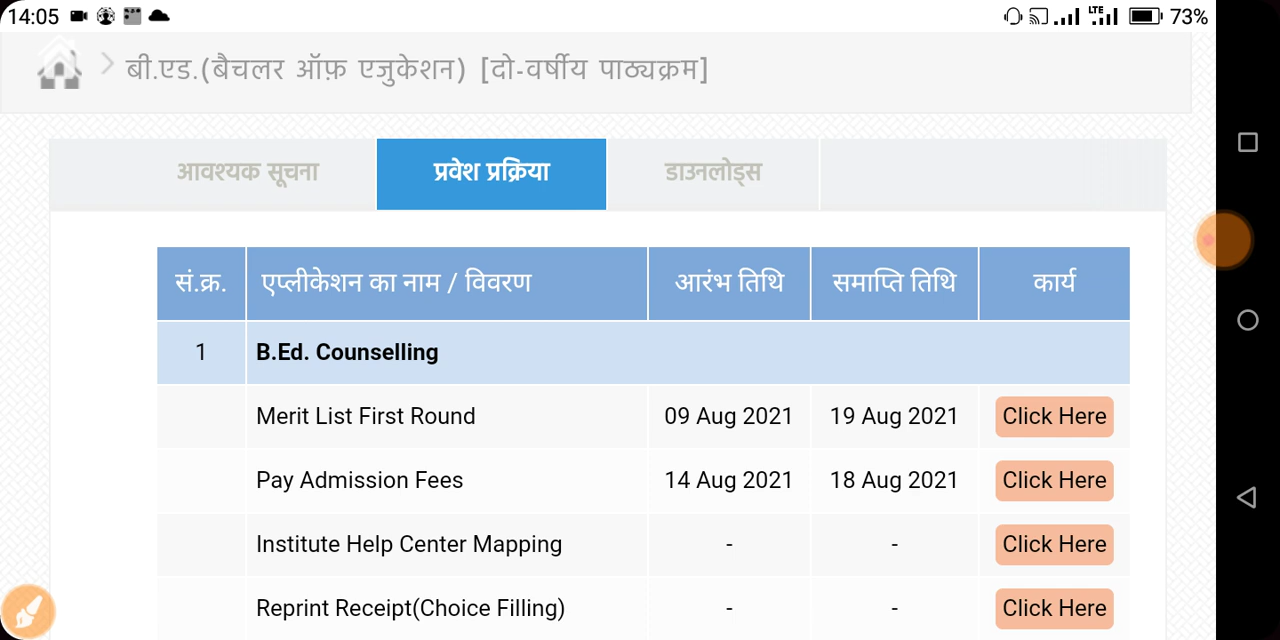 14:05 LTE 73%
बी.एड.(बैचलर ऑफ़ एजुकेशन) [दो-वर्षीय पाठ्यक्रम]
आवश्यक सूचना प्रवेश प्रक्रिया डाउनलोड्स
सं.क्र. एप्लीकेशन का नाम / विवरण आरंभ तिथि समाप्ति तिथि कार्य
1 B.Ed. Counselling
Merit List First Round 09 Aug 2021 19 Aug 2021 Click Here
Pay Admission Fees 14 Aug 2021 18 Aug 2021 Click Here
Institute Help Center Mapping - - Click Here
Reprint Receipt(Choice Filling) - - Click Here